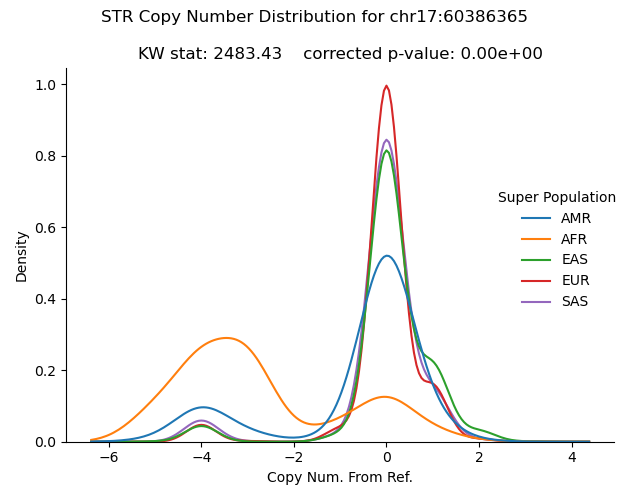 STR Copy Number Distribution for chr17:60386365
KW stat: 2483.43    corrected p-value: 0.00e+00
1.0
0.8
0.6
0.4
0.2
0.0
Density
Super Population
AMR
AFR
EAS
EUR
SAS
−6
−4
−2
0
2
4
Copy Num. From Ref.